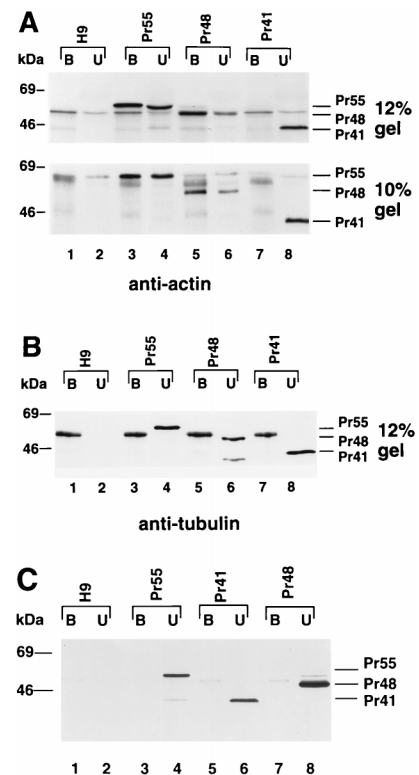 A
H9 Pr55 Pr48 Pr41
kDa B U B U B U B U
69–
46–
Pr55
Pr48
Pr41
12% gel
69–
46–
Pr55
Pr48
Pr41
10% gel
1 2 3 4 5 6 7 8
anti-actin
B
H9 Pr55 Pr48 Pr41
kDa B U B U B U B U
69–
46–
Pr55
Pr48
Pr41
12% gel
1 2 3 4 5 6 7 8
anti-tubulin
C
H9 Pr55 Pr41 Pr48
kDa B U B U B U B U
69–
46–
Pr55
Pr48
Pr41
1 2 3 4 5 6 7 8